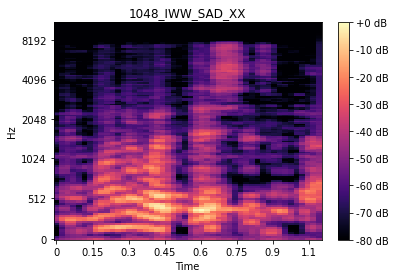 1048_IWW_SAD_XX
+0 dB
8192
-10 dB
4096
-20 dB
-30 dB
2048
Hz
-40 dB
1024
-50 dB
512
-60 dB
-70 dB
0
-80 dB
0 0.15 0.3 0.45 0.6 0.75 0.9 1.1
Time